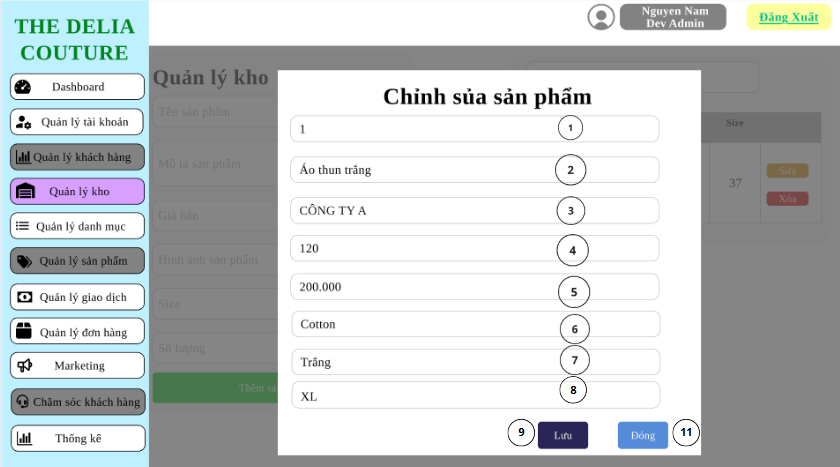 THE DELIA
COUTURE
Dashboard
Quản lý tài khoản
Quản lý khách hàng
Quản lý kho
Quản lý danh mục
Quản lý sản phẩm
Quản lý giao dịch
Quản lý đơn hàng
Marketing
Chăm sóc khách hàng
Thống kê
Nguyen Nam
Dev Admin
Đăng Xuất
Quản lý kho
Tên sản phẩm
Mô tả sản phẩm
Giá bán
Hình ảnh sản phẩm
Size
Số lượng
Thêm
Size
37
Sửa
Xóa
Chỉnh sủa sản phẩm
1 1
Áo thun trắng 2
CÔNG TY A 3
120 4
200.000 5
Cotton 6
Trắng 7
XL 8
9 Lưu Đóng 11